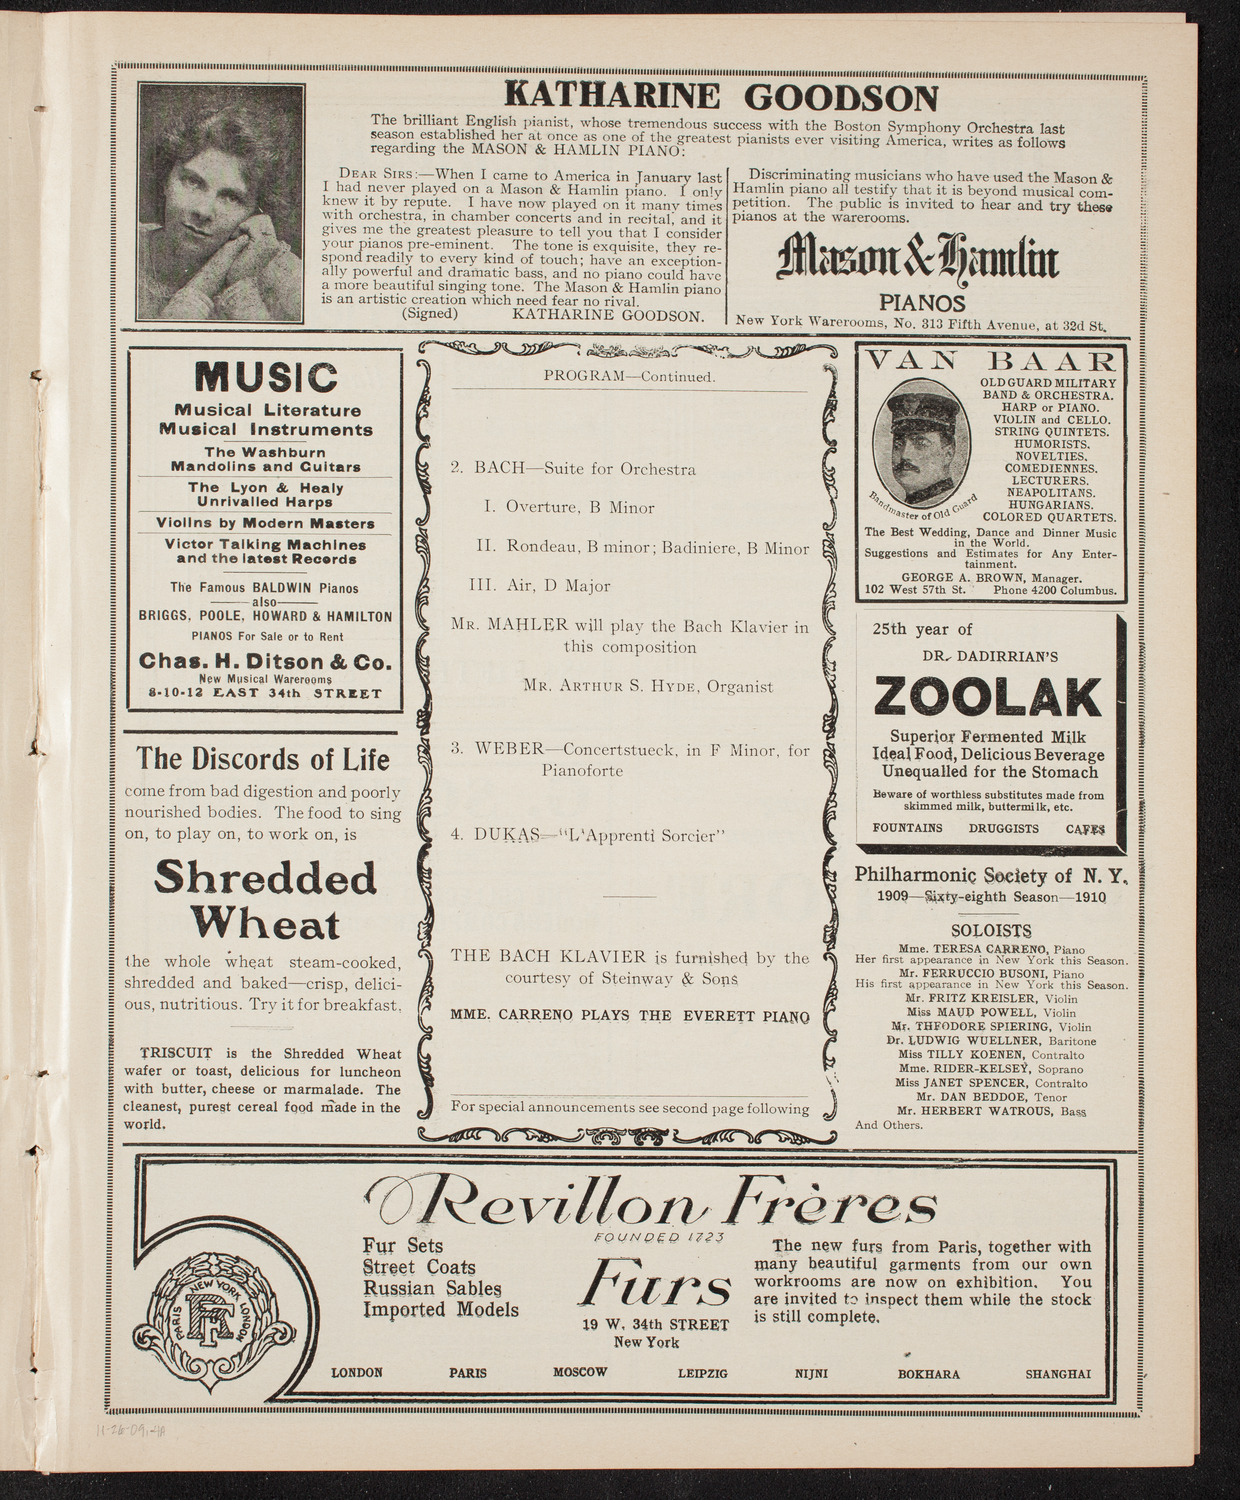 KATHARINE GOODSON
The brilliant English pianist, whose tremendous success with the Boston Symphony Orchestra last
season established her at once as one of the greatest pianists ever visiting America, writes as follows
regarding the MASON & HAMLIN PIANO:
DEAR SIRS:—When I came to America in January last
I had never played on a Mason & Hamlin piano. I only
knew it by repute. I have now played on it many times
with orchestra, in chamber concerts and in recital, and it
gives me the greatest pleasure to tell you that I consider
your pianos pre-eminent. The tone is exquisite, they re-
spond readily to every kind of touch; have an exception-
ally powerful and dramatic bass, and no piano could have
a more beautiful singing tone. The Mason & Hamlin piano
is an artistic creation which need fear no rival.
(Signed) KATHARINE GOODSON.
Discriminating musicians who have used the Mason &
Hamlin piano all testify that it is beyond musical com-
petition. The public is invited to hear and try these
pianos at the warerooms.
Mason & Hamlin
PIANOS
New York Warerooms, No. 313 Fifth Avenue, at 32d St.
MUSIC
Musical Literature
Musical Instruments
The Washburn
Mandolins and Guitars
The Lyon & Healy
Unrivalled Harps
Violins by Modern Masters
Victor Talking Machines
and the latest Records
The Famous BALDWIN Pianos
also
BRIGGS, POOLE, HOWARD & HAMILTON
PIANOS For Sale or to Rent
Chas. H. Ditson & Co.
New Musical Warerooms
8-10-12 EAST 34th STREET
The Discords of Life
come from bad digestion and poorly
nourished bodies. The food to sing
on, to play on, to work on, is
Shredded
Wheat
the whole wheat steam-cooked,
shredded and baked—crisp, delici-
ous, nutritious. Try it for breakfast.
TRISCUIT is the Shredded Wheat
wafer or toast, delicious for luncheon
with butter, cheese or marmalade. The
cleanest, purest cereal food made in the
world.
PROGRAM—Continued.
2. BACH—Suite for Orchestra
I. Overture, B Minor
II. Rondeau, B minor; Badiniere, B Minor
III. Air, D Major
MR. MAHLER will play the Bach Klavier in
this composition
MR. ARTHUR S. HYDE, Organist
3. WEBER—Concertstueck, in F Minor, for
Pianoforte
4. DUKAS—"L'Apprenti Sorcier"
THE BACH KLAVIER is furnished by the
courtesy of Steinway & Sons
MME. CARRENO PLAYS THE EVERETT PIANO
For special announcements see second page following
VAN BAAR
Bandmaster of Old Guard
OLD GUARD MILITARY
BAND & ORCHESTRA.
HARP or PIANO.
VIOLIN and CELLO.
STRING QUINTETS.
HUMORISTS.
NOVELTIES.
COMEDIENNES.
LECTURERS.
NEAPOLITANS.
HUNGARIANS.
COLORED QUARTETS.
The Best Wedding, Dance and Dinner Music
in the World.
Suggestions and Estimates for Any Enter-
tainment.
GEORGE A. BROWN, Manager.
102 West 57th St. Phone 4200 Columbus.
25th year of
DR. DADIRRIAN'S
ZOOLAK
Superior Fermented Milk
Ideal Food, Delicious Beverage
Unequalled for the Stomach
Beware of worthless substitutes made from
skimmed milk, buttermilk, etc.
FOUNTAINS DRUGGISTS CAFES
Philharmonic Society of N. Y.
1909—Sixty-eighth Season—1910
SOLOISTS
Mme. TERESA CARRENO, Piano
Her first appearance in New York this Season.
Mr. FERRUCCIO BUSONI, Piano
His first appearance in New York this Season.
Mr. FRITZ KREISLER, Violin
Miss MAUD POWELL, Violin
Mr. THEODORE SPIERING, Violin
Dr. LUDWIG WUELLNER, Baritone
Miss TILLY KOENEN, Contralto
Mme. RIDER-KELSEY, Soprano
Miss JANET SPENCER, Contralto
Mr. DAN BEDDOE, Tenor
Mr. HERBERT WATROUS, Bass
And Others.
Revillon Frères
FOUNDED 1723
Fur Sets
Street Coats
Russian Sables
Imported Models
Furs
19 W. 34th STREET
New York
The new furs from Paris, together with
many beautiful garments from our own
workrooms are now on exhibition. You
are invited to inspect them while the stock
is still complete.
PARIS NEW YORK LONDON
RF
LONDON PARIS MOSCOW LEIPZIG NIJNI BOKHARA SHANGHAI
11-26-09, 4A